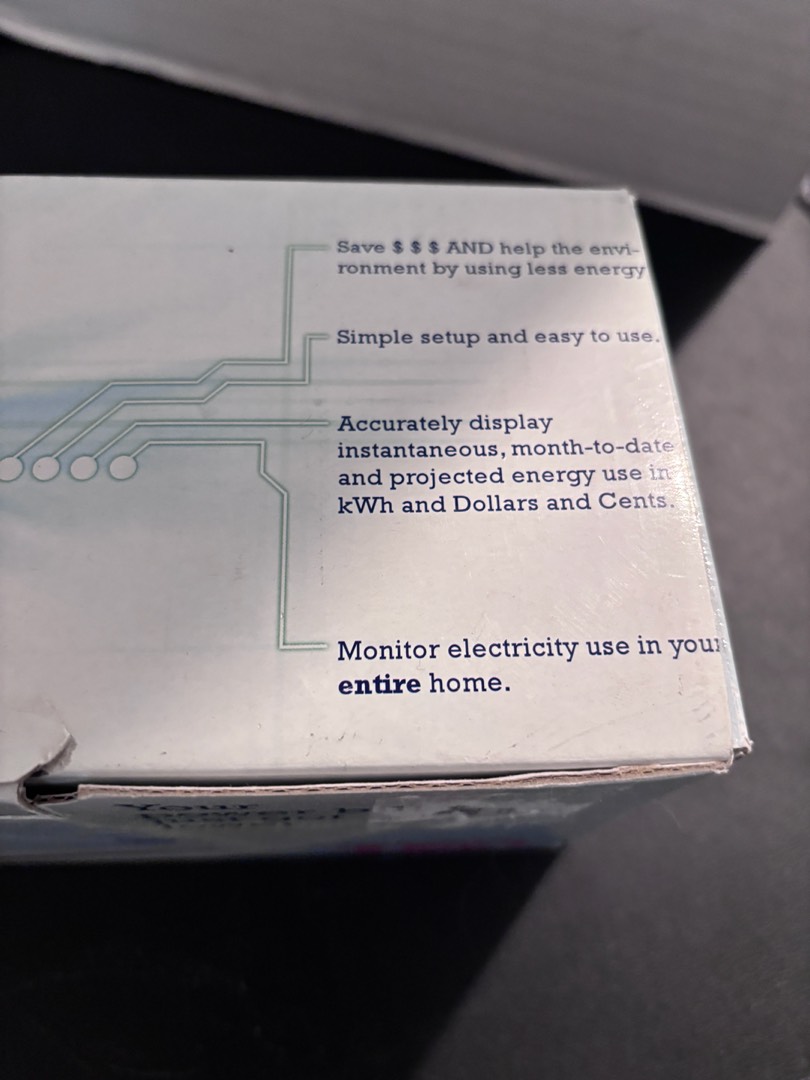 Save $ $ $ AND help the envi-
ronment by using less energy
Simple setup and easy to use.
Accurately display
instantaneous, month-to-date
and projected energy use in
kWh and Dollars and Cents.
Monitor electricity use in your
entire home.
Your